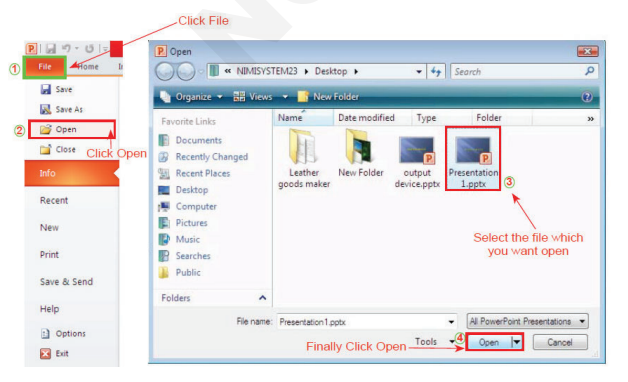 Click File
① File Home
Save
Save As
② Open
Close
Click Open
Info
Recent
New
Print
Save & Send
Help
Options
Exit
Open
« NIMISYSTEM23 ▸ Desktop ▸
Search
Organize Views New Folder
Favorite Links
Documents
Recently Changed
Recent Places
Desktop
Computer
Pictures
Music
Searches
Public
Folders
Name Date modified Type Folder »
Leather
goods maker
New Folder
output
device.pptx
Presentation
1.pptx
③
Select the file which
you want open
File name: Presentation1.pptx
All PowerPoint Presentations
Finally Click Open
Tools ④ Open Cancel